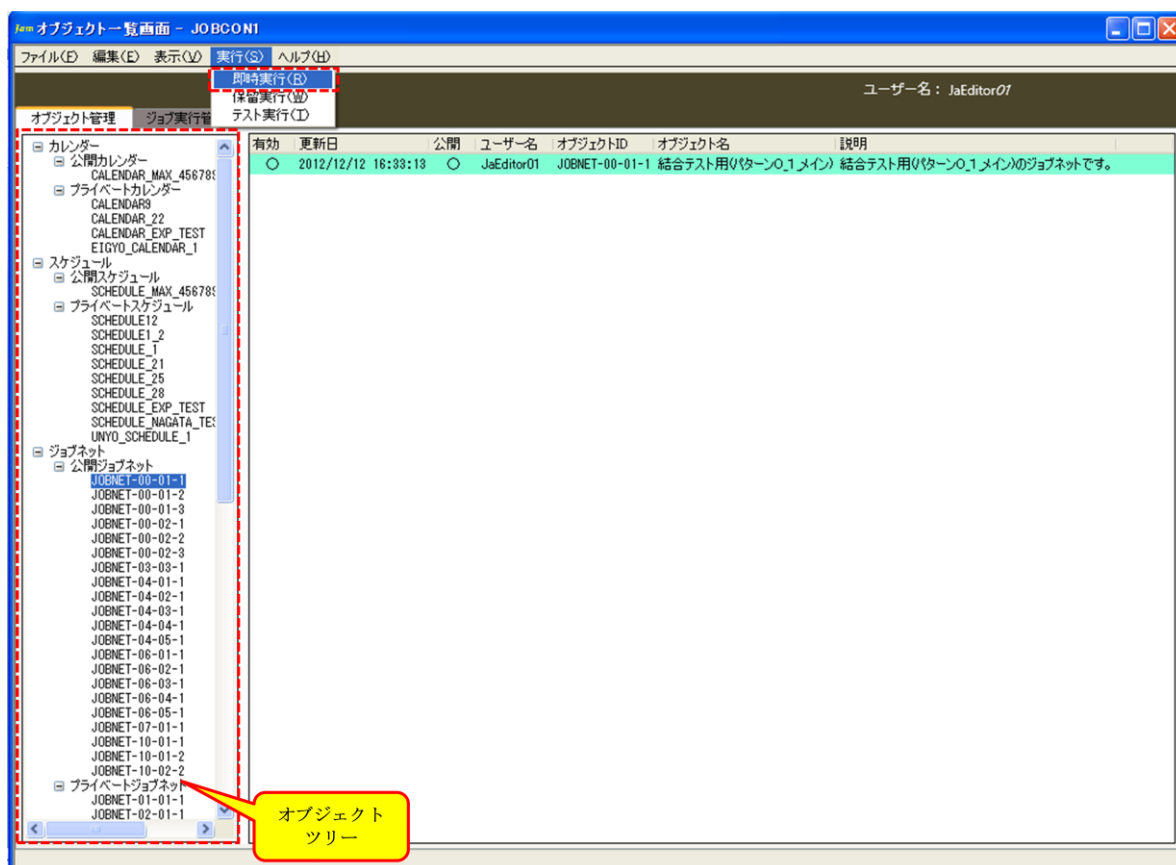 Jam オブジェクト一覧画面 - JOBCON1
ファイル(F) 編集(E) 表示(V) 実行(S) ヘルプ(H)
即時実行(R)
保留実行(W)
テスト実行(T)
ユーザー名： JaEditor01
オブジェクト管理 ジョブ実行管
カレンダー
公開カレンダー
CALENDAR_MAX_456789
プライベートカレンダー
CALENDAR9
CALENDAR_22
CALENDAR_EXP_TEST
EIGYO_CALENDAR_1
スケジュール
公開スケジュール
SCHEDULE_MAX_456789
プライベートスケジュール
SCHEDULE12
SCHEDULE1_2
SCHEDULE_1
SCHEDULE_21
SCHEDULE_25
SCHEDULE_28
SCHEDULE_EXP_TEST
SCHEDULE_NAGATA_TES
UNYO_SCHEDULE_1
ジョブネット
公開ジョブネット
JOBNET-00-01-1
JOBNET-00-01-2
JOBNET-00-01-3
JOBNET-00-02-1
JOBNET-00-02-2
JOBNET-00-02-3
JOBNET-03-03-1
JOBNET-04-01-1
JOBNET-04-02-1
JOBNET-04-03-1
JOBNET-04-04-1
JOBNET-04-05-1
JOBNET-06-01-1
JOBNET-06-02-1
JOBNET-06-03-1
JOBNET-06-04-1
JOBNET-06-05-1
JOBNET-07-01-1
JOBNET-10-01-1
JOBNET-10-01-2
JOBNET-10-02-2
プライベートジョブネット
JOBNET-01-01-1
JOBNET-02-01-1
有効 更新日 公開 ユーザー名 オブジェクトID オブジェクト名 説明
○ 2012/12/12 16:33:13 ○ JaEditor01 JOBNET-00-01-1 結合テスト用(パターン0_1_メイン) 結合テスト用(パターン0_1_メイン)のジョブネットです。
オブジェクト
ツリー